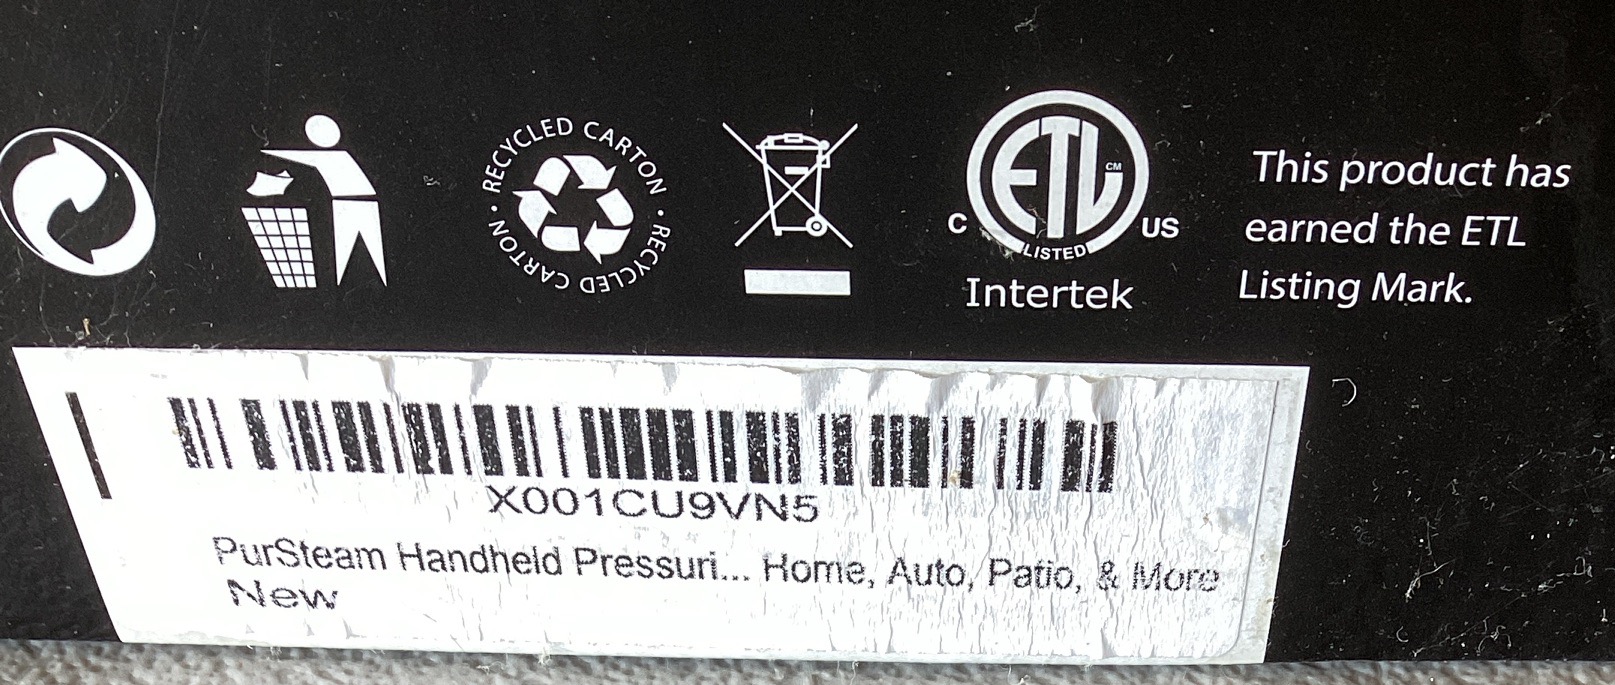 RECYCLED CARTON · RECYCLED CARTON ·
ETL CM
C US
LISTED
Intertek
This product has
earned the ETL
Listing Mark.
X001CU9VN5
PurSteam Handheld Pressuri... Home, Auto, Patio, & More
New